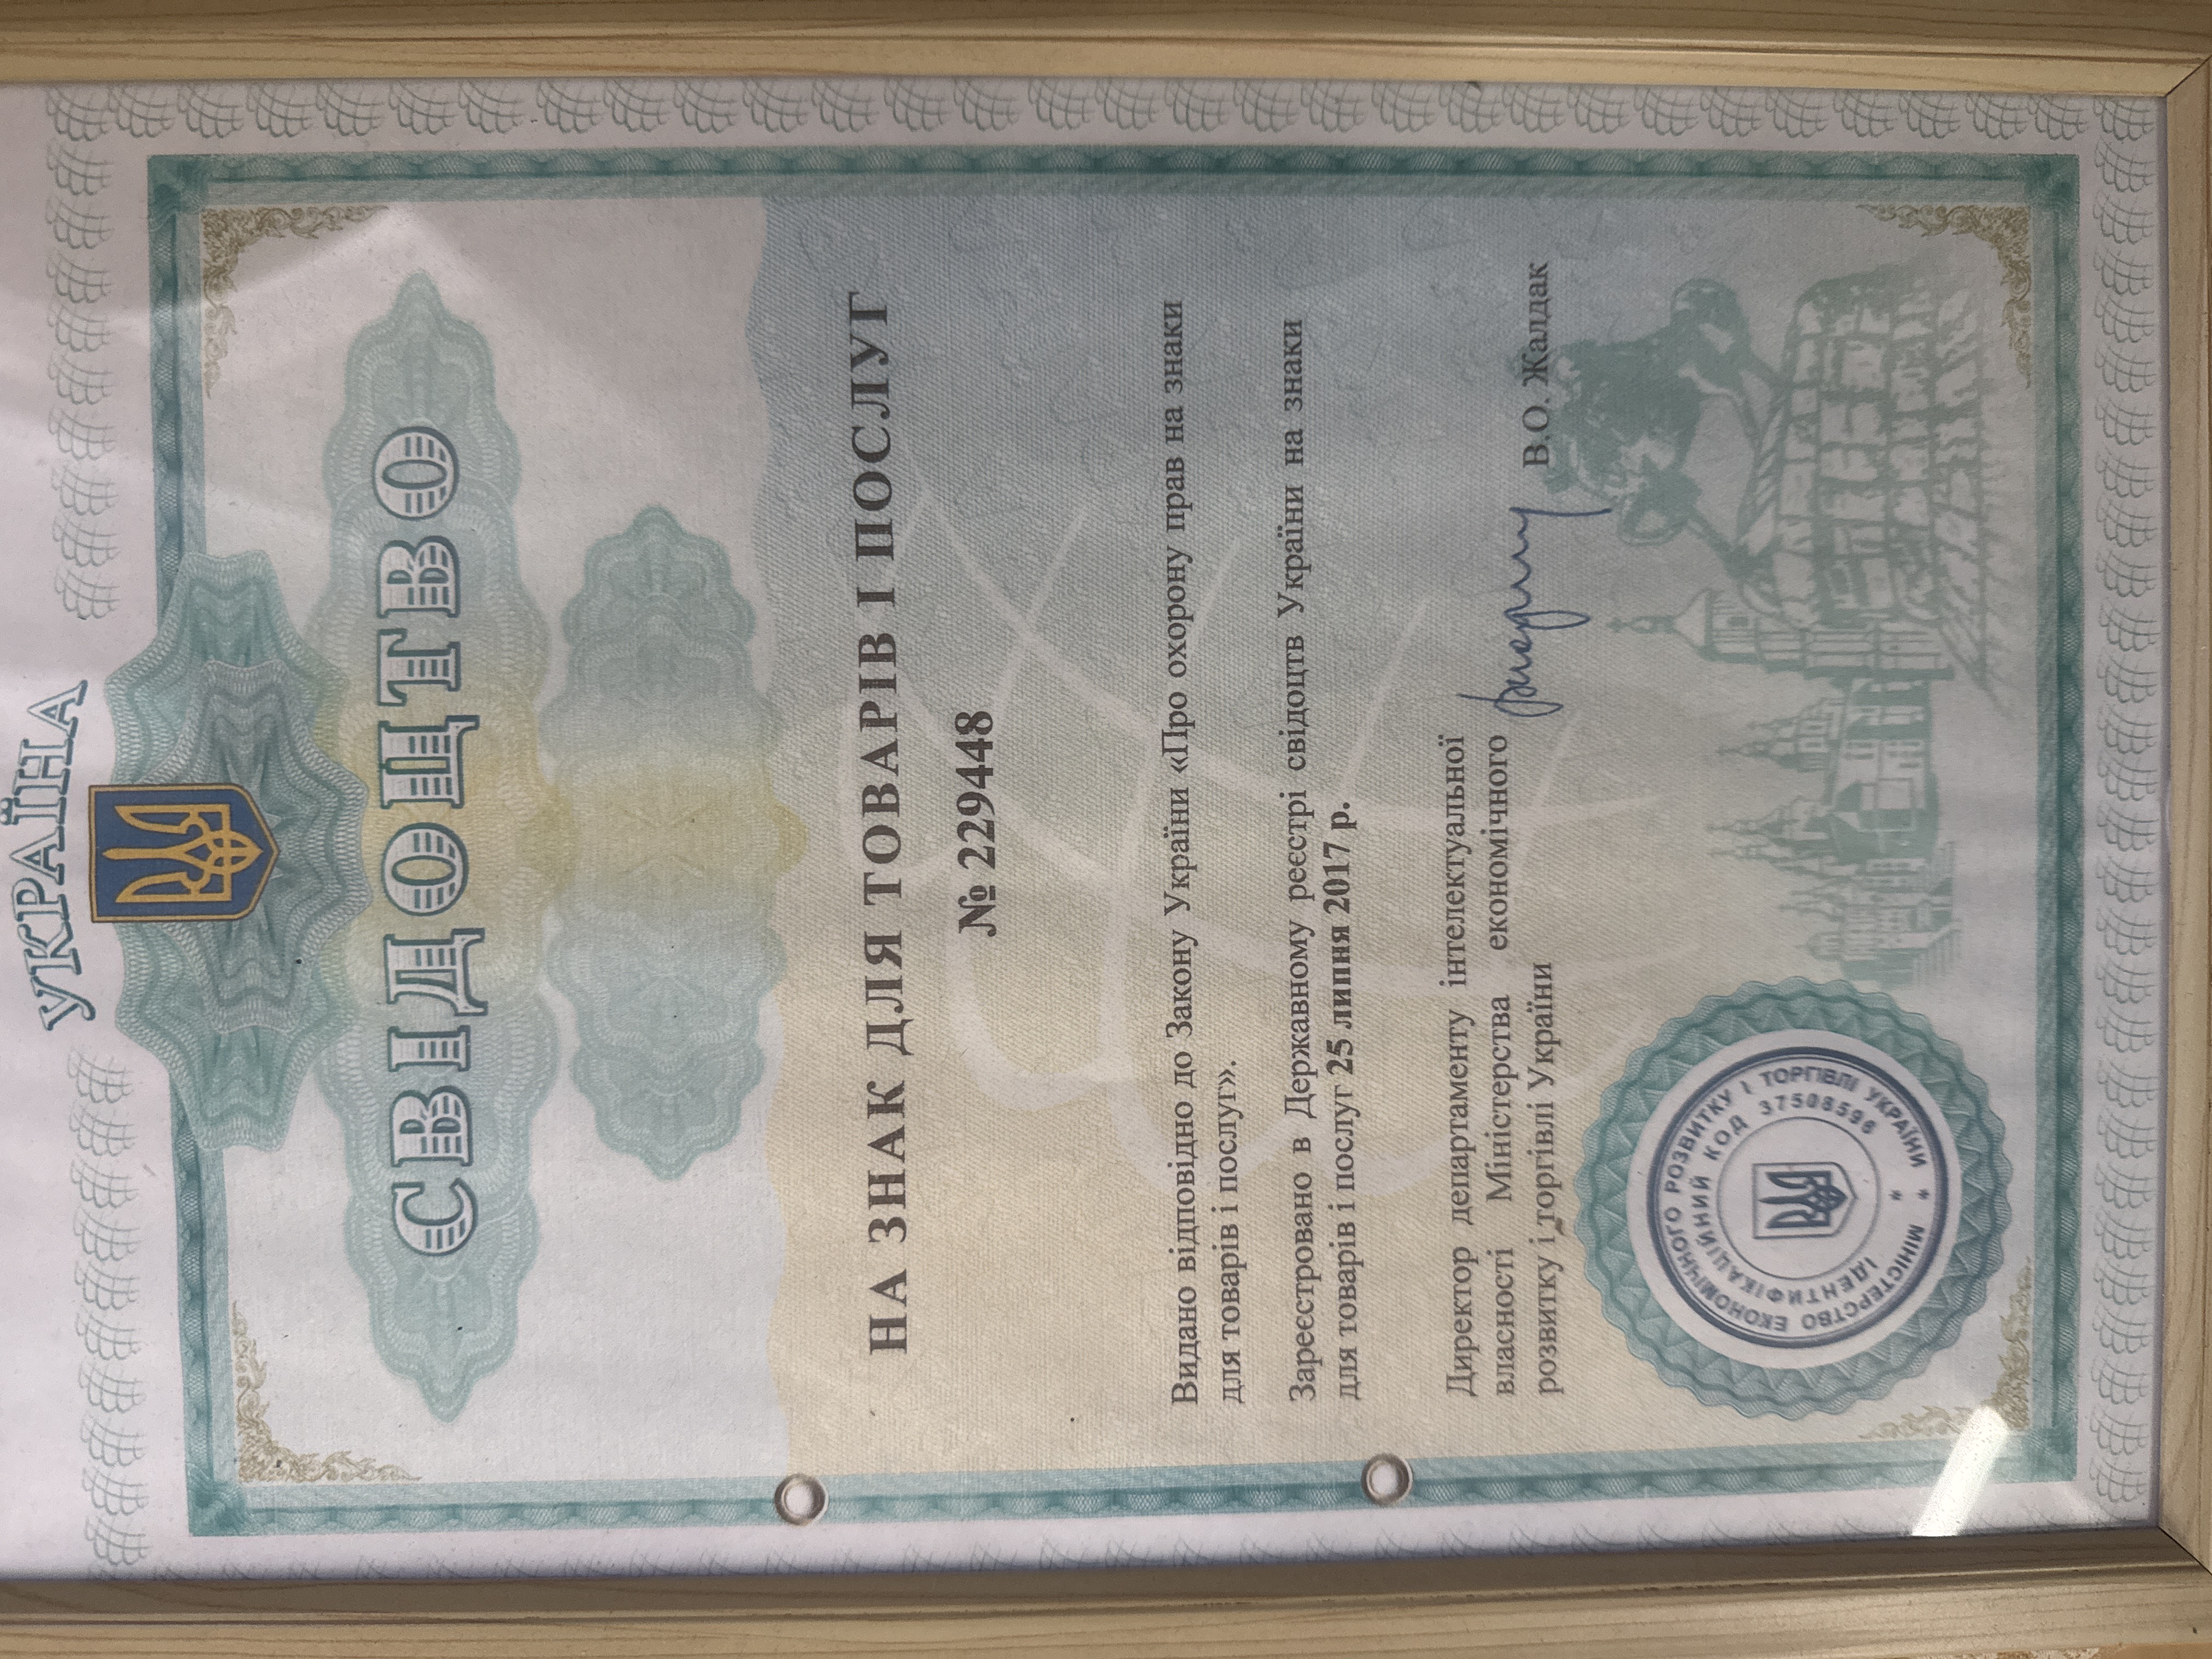 УКРАЇНА
СВІДОЦТВО
НА ЗНАК ДЛЯ ТОВАРІВ І ПОСЛУГ
№ 229448
Видано відповідно до Закону України «Про охорону прав на знаки
для товарів і послуг».
Зареєстровано в Державному реєстрі свідоцтв України на знаки
для товарів і послуг 25 липня 2017 р.
Директор департаменту інтелектуальної
власності Міністерства економічного
розвитку і торгівлі України
В.О. Жалдак
* МІНІСТЕРСТВО ЕКОНОМІЧНОГО РОЗВИТКУ І ТОРГІВЛІ УКРАЇНИ
* ІДЕНТИФІКАЦІЙНИЙ КОД 37508596